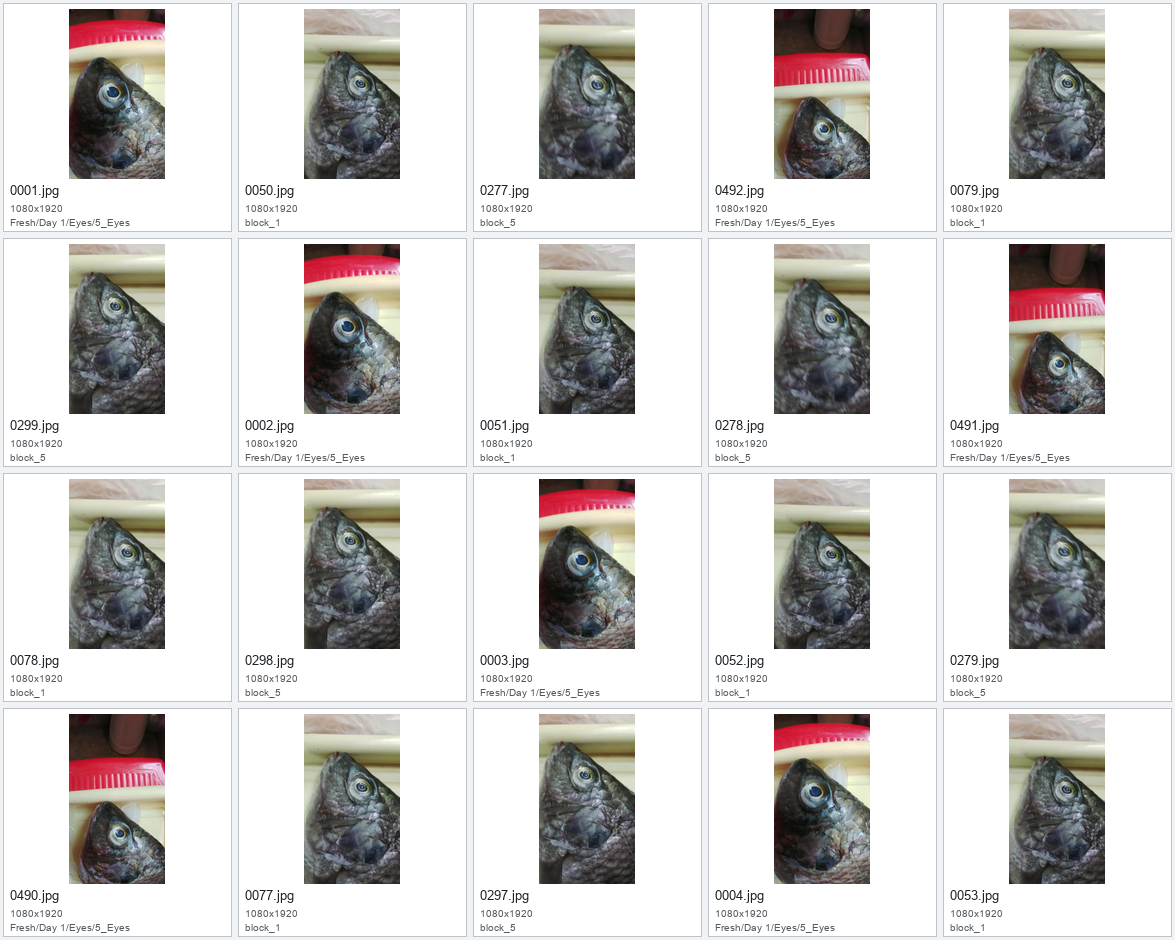 0001.jpg
1080x1920
Fresh/Day 1/Eyes/5_Eyes
0050.jpg
1080x1920
block_1
0277.jpg
1080x1920
block_5
0492.jpg
1080x1920
Fresh/Day 1/Eyes/5_Eyes
0079.jpg
1080x1920
block_1
0299.jpg
1080x1920
block_5
0002.jpg
1080x1920
Fresh/Day 1/Eyes/5_Eyes
0051.jpg
1080x1920
block_1
0278.jpg
1080x1920
block_5
0491.jpg
1080x1920
Fresh/Day 1/Eyes/5_Eyes
0078.jpg
1080x1920
block_1
0298.jpg
1080x1920
block_5
0003.jpg
1080x1920
Fresh/Day 1/Eyes/5_Eyes
0052.jpg
1080x1920
block_1
0279.jpg
1080x1920
block_5
0490.jpg
1080x1920
Fresh/Day 1/Eyes/5_Eyes
0077.jpg
1080x1920
block_1
0297.jpg
1080x1920
block_5
0004.jpg
1080x1920
Fresh/Day 1/Eyes/5_Eyes
0053.jpg
1080x1920
block_1